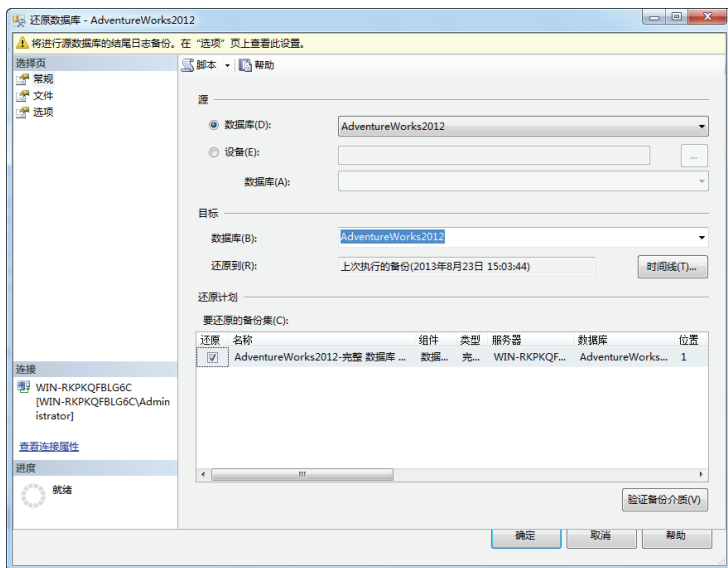 还原数据库 - AdventureWorks2012
将进行源数据库的结尾日志备份。在“选项”页上查看此设置。
选择页
常规
文件
选项
脚本 帮助
源
数据库(D): AdventureWorks2012
设备(E): ...
数据库(A):
目标
数据库(B): AdventureWorks2012
还原到(R): 上次执行的备份(2013年8月23日 15:03:44) 时间线(T)...
还原计划
要还原的备份集(C):
还原 名称 组件 类型 服务器 数据库 位置
AdventureWorks2012-完整 数据库 ... 数据... 完... WIN-RKPKQF... AdventureWorks... 1
连接
WIN-RKPKQFBLG6C
[WIN-RKPKQFBLG6C\Admin
istrator]
查看连接属性
进度
就绪
验证备份介质(V)
确定 取消 帮助